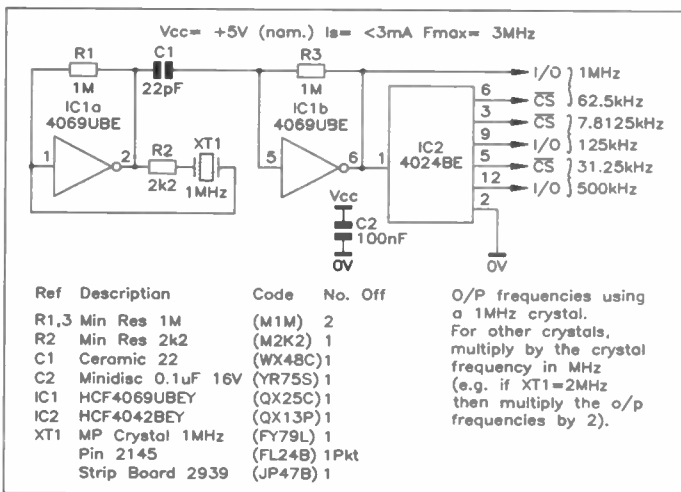 Vcc= +5V (nom.) Is= <3mA Fmax= 3MHz
R1
1M
C1
22pF
R3
1M
IC1a
4069UBE
1
2
R2
2k2
XT1
1MHz
IC1b
4069UBE
5
6
1
IC2
4024BE
I/O
1MHz
6
CS
62.5kHz
3
CS
7.8125kHz
9
I/O
125kHz
5
CS
31.25kHz
12
I/O
500kHz
2
0V
Vcc
C2
100nF
0V
Ref Description Code No. Off
R1,3 Min Res 1M (M1M) 2
R2 Min Res 2k2 (M2K2) 1
C1 Ceramic 22 (WX48C) 1
C2 Minidisc 0.1uF 16V (YR75S) 1
IC1 HCF4069UBEY (QX25C) 1
IC2 HCF4042BEY (QX13P) 1
XT1 MP Crystal 1MHz (FY79L) 1
Pin 2145 (FL24B) 1Pkt
Strip Board 2939 (JP47B) 1
O/P frequencies using
a 1MHz crystal.
For other crystals,
multiply by the crystal
frequency in MHz
(e.g. if XT1=2MHz
then multiply the o/p
frequencies by 2).